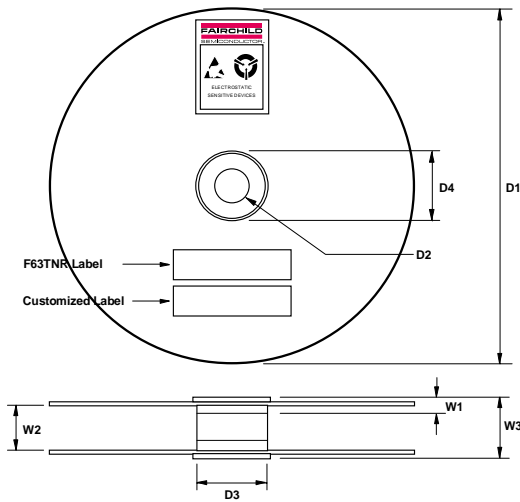 FAIRCHILD
SEMICONDUCTOR
ELECTROSTATIC
SENSITIVE DEVICES
D4
D1
D2
F63TNR Label
Customized Label
W1
W2
W3
D3